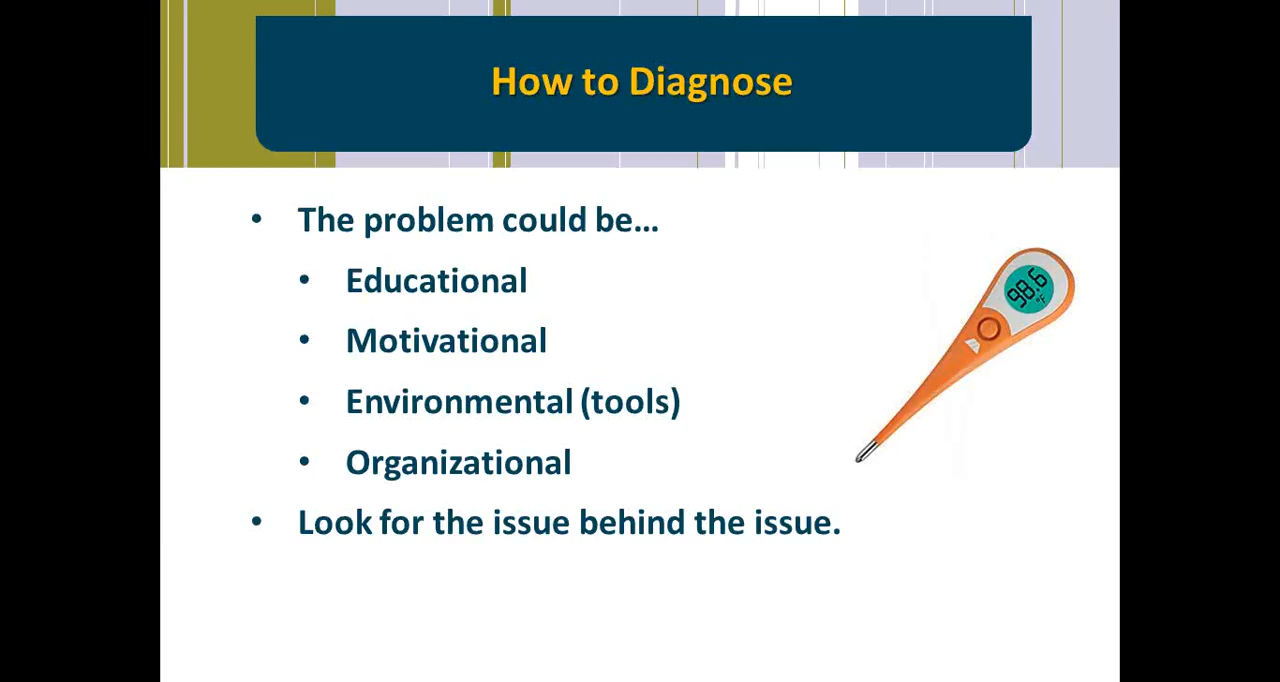 How to Diagnose
• The problem could be...
• Educational
• Motivational
• Environmental (tools)
• Organizational
• Look for the issue behind the issue.
98.6
°F